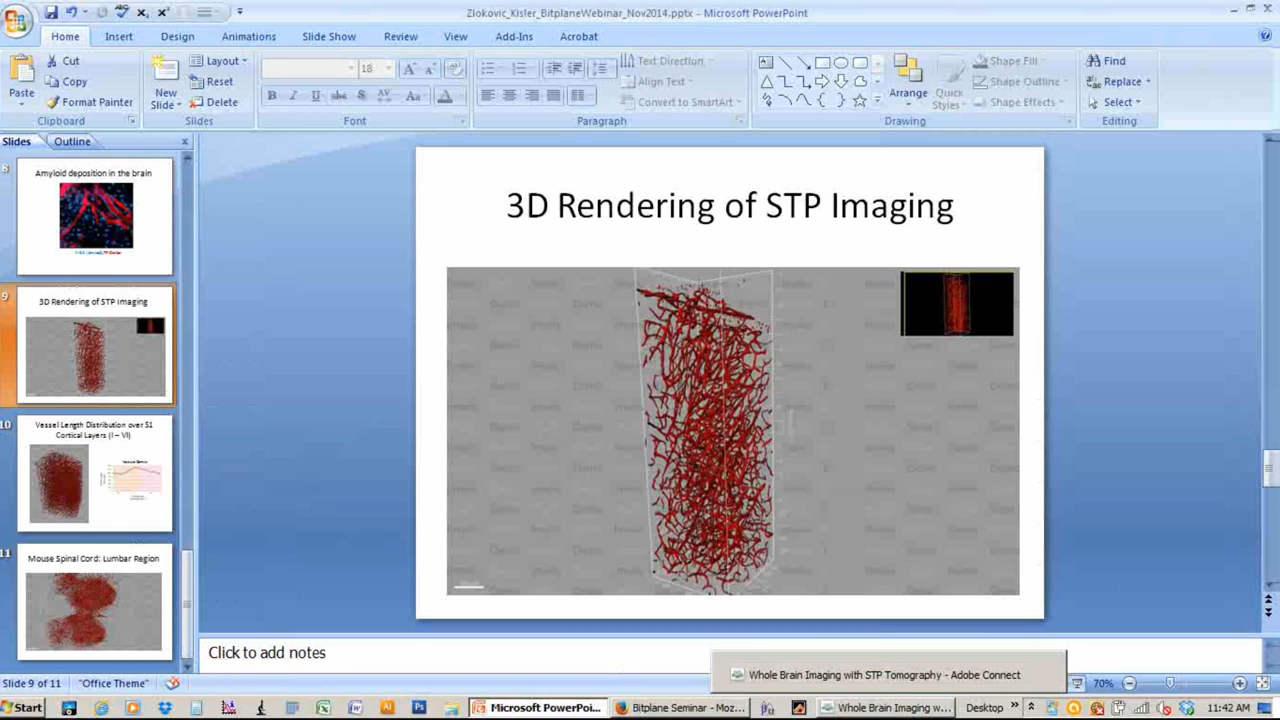 Zlokovic_Kisler_BitplaneWebinar_Nov2014.pptx - Microsoft PowerPoint
Home Insert Design Animations Slide Show Review View Add-Ins Acrobat
Paste
Cut
Copy
Format Painter
Clipboard
New Slide
Layout
Reset
Delete
Slides
18
B I U abc S AV Aa A
Font
Text Direction
Align Text
Convert to SmartArt
Paragraph
Arrange
Quick Styles
Shape Fill
Shape Outline
Shape Effects
Drawing
Find
Replace
Select
Editing
Slides Outline
8
Amyloid deposition in the brain
9
3D Rendering of STP Imaging
10
Vessel Length Distribution over S1
Cortical Layers (I – VI)
11
Mouse Spinal Cord: Lumbar Region
3D Rendering of STP Imaging
Click to add notes
Whole Brain Imaging with STP Tomography - Adobe Connect
Slide 9 of 11 "Office Theme" 70%
Start Microsoft PowerPoi... Bitplane Seminar - Moz... Whole Brain Imaging w... Desktop 11:42 AM